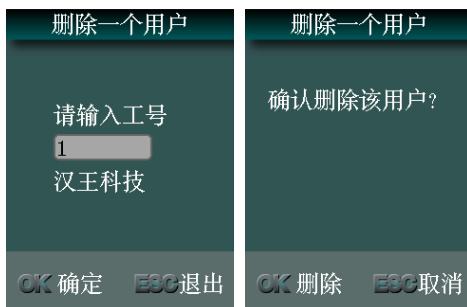 删除一个用户
请输入工号
1
汉王科技
OK 确定 ESC退出
删除一个用户
确认删除该用户?
OK 删除 ESC取消